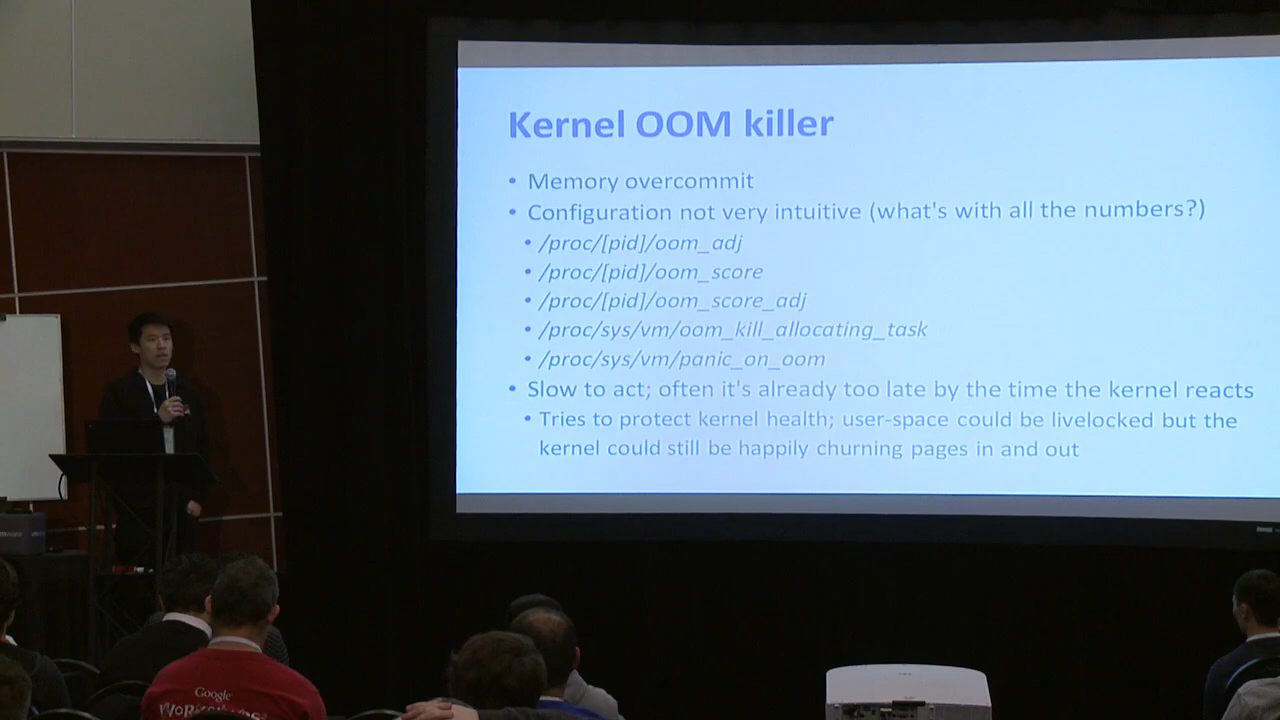 Kernel OOM killer
• Memory overcommit
• Configuration not very intuitive (what's with all the numbers?)
• /proc/[pid]/oom_adj
• /proc/[pid]/oom_score
• /proc/[pid]/oom_score_adj
• /proc/sys/vm/oom_kill_allocating_task
• /proc/sys/vm/panic_on_oom
• Slow to act; often it's already too late by the time the kernel reacts
• Tries to protect kernel health; user-space could be livelocked but the
kernel could still be happily churning pages in and out
Google